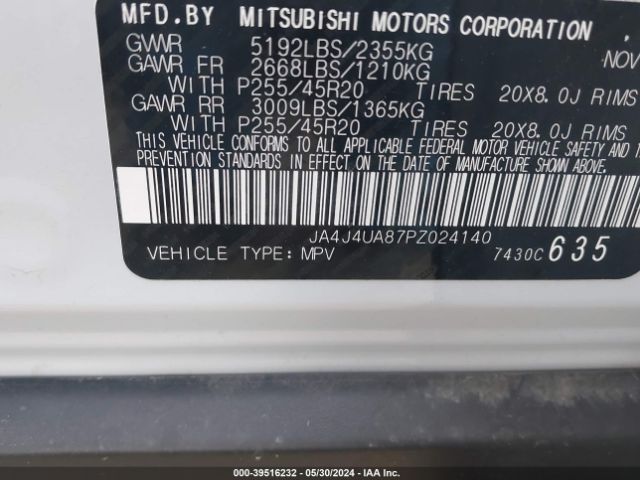 MFD.BY MITSUBISHI MOTORS CORPORATION .
GVWR 5192LBS/2355KG NOV
GAWR FR 2668LBS/1210KG
WITH P255/45R20 TIRES 20X8.0J RIMS
GAWR RR 3009LBS/1365KG
WITH P255/45R20 TIRES 20X8.0J RIMS
THIS VEHICLE CONFORMS TO ALL APPLICABLE FEDERAL MOTOR VEHICLE SAFETY AND T
PREVENTION STANDARDS IN EFFECT ON THE DATE OF MANUFACTURE SHOWN ABOVE.
JA4J4UA87PZ024140
VEHICLE TYPE: MPV 7430C 635
000-39516232 - 05/30/2024 - IAAI.COM